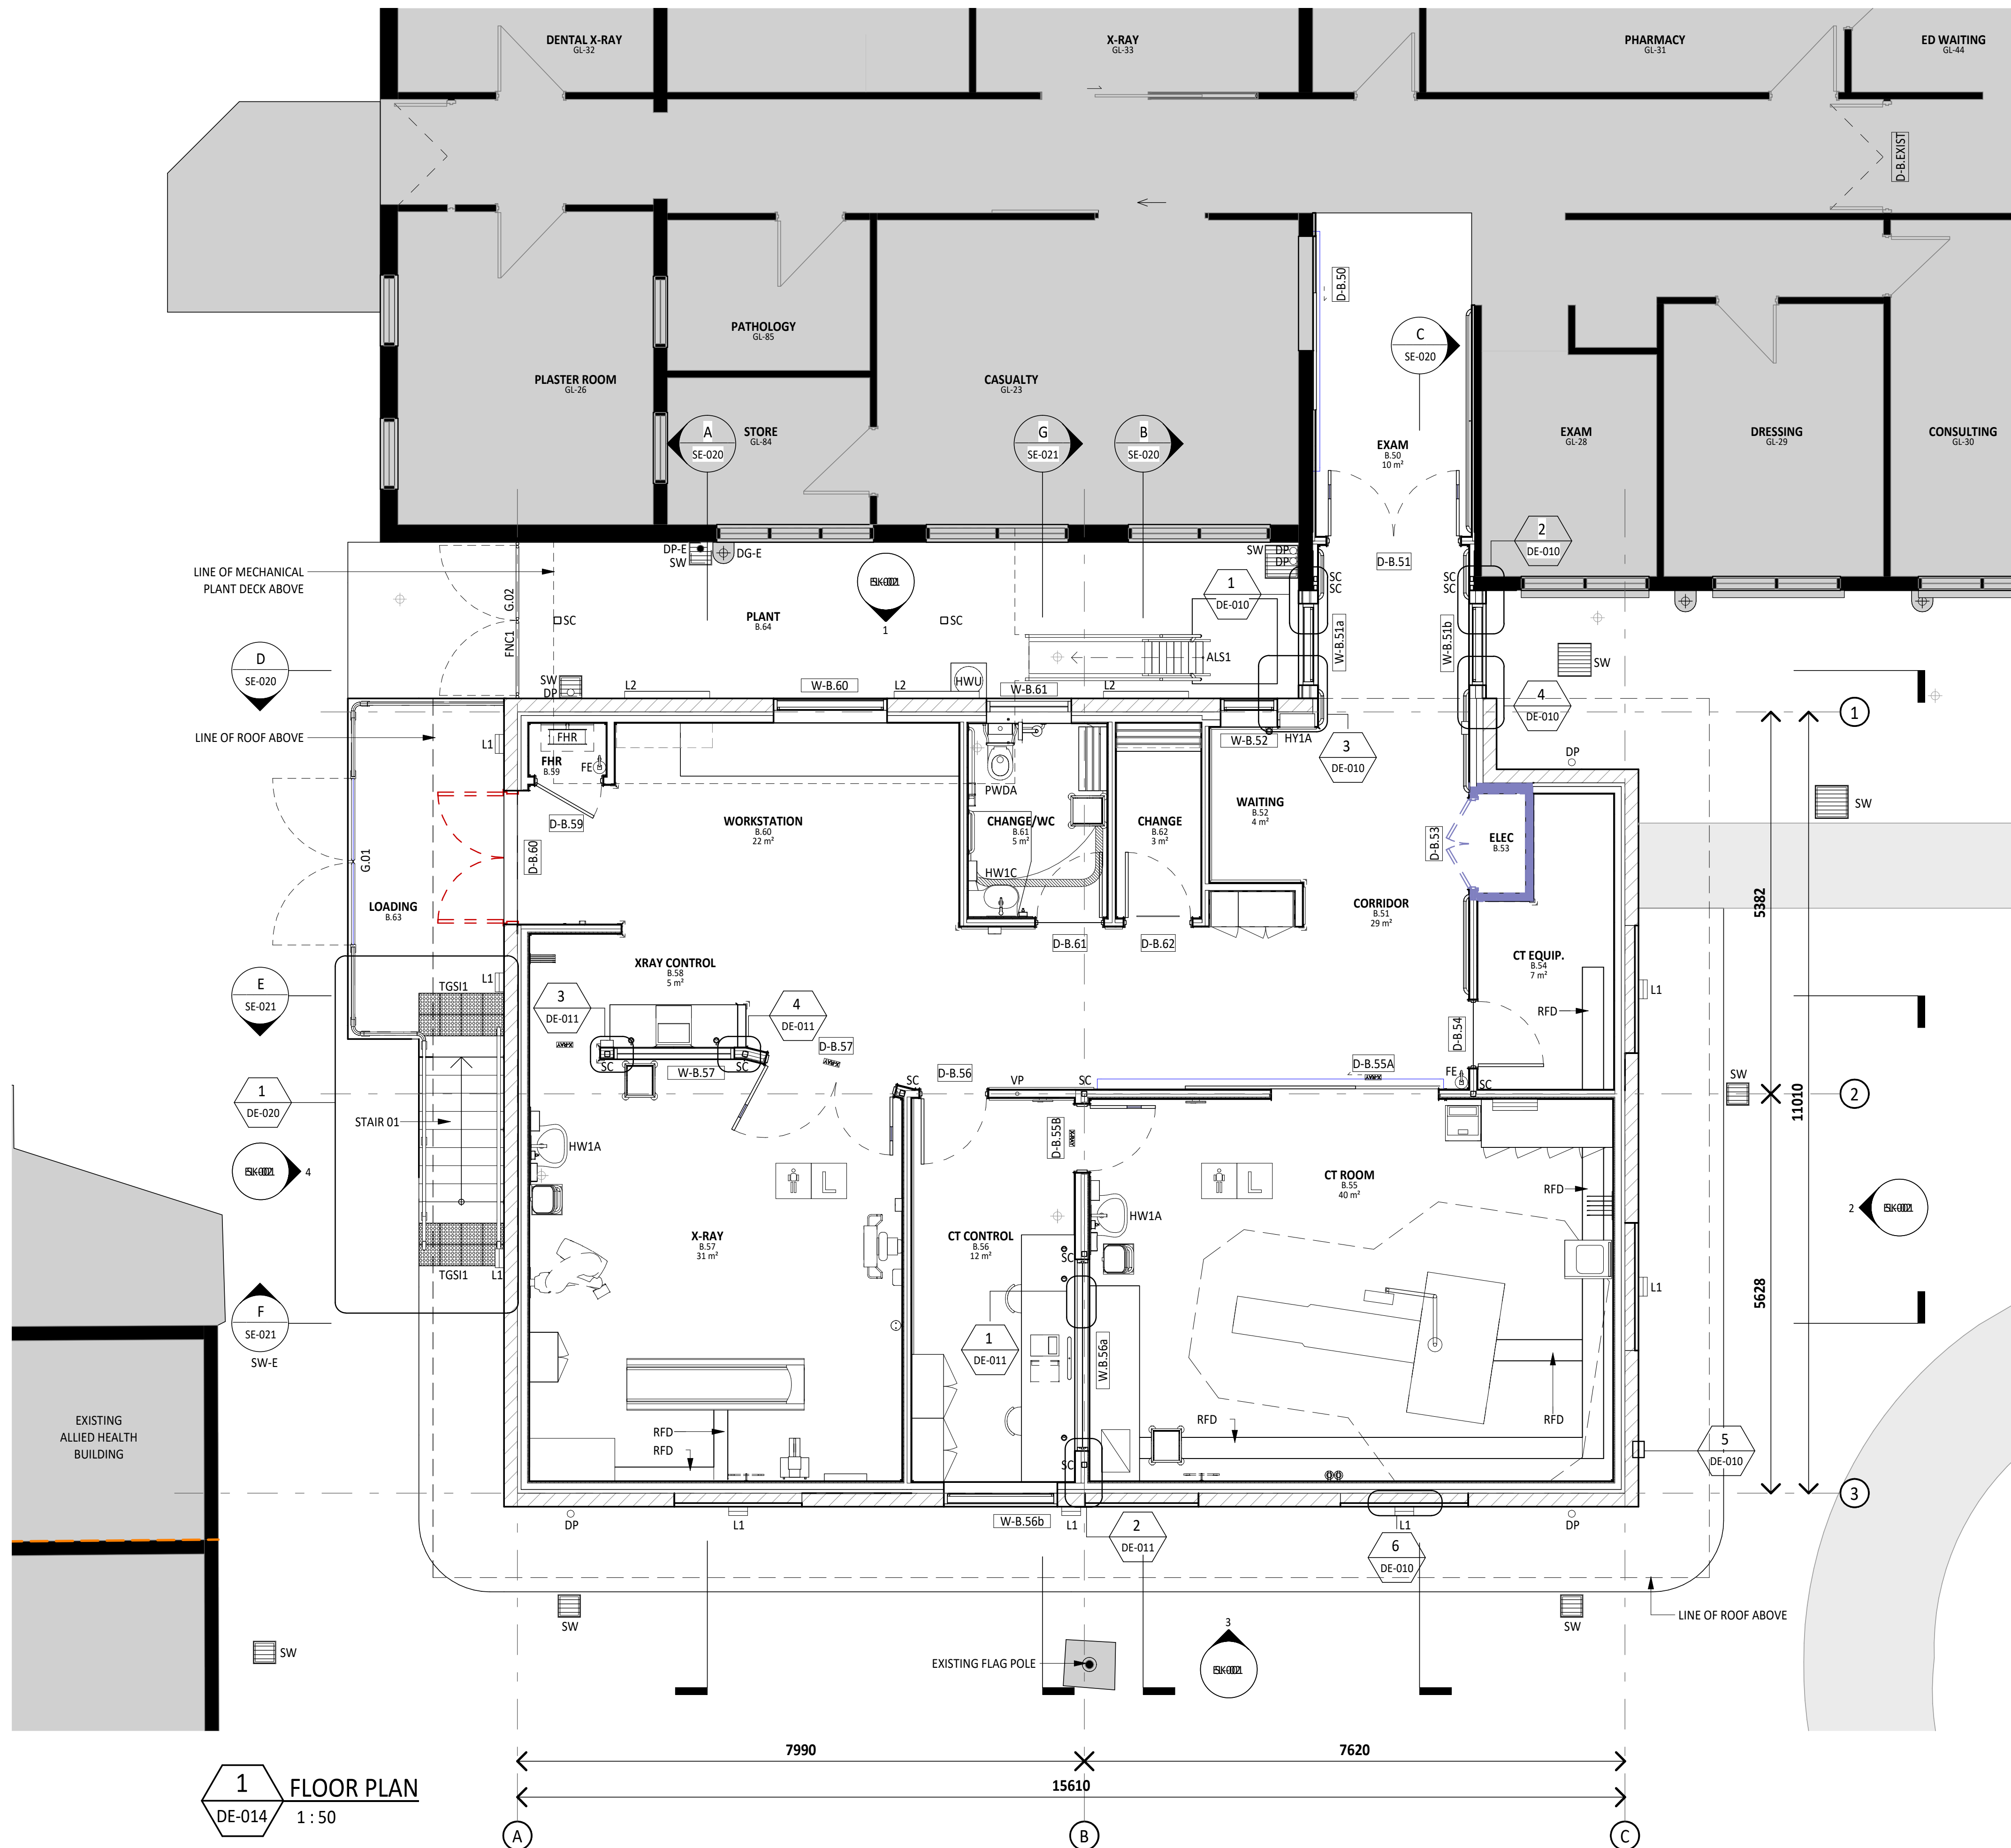 DENTAL X-RAY
GL-32
X-RAY
GL-33
PHARMACY
GL-31
ED WAITING
GL-44
D-B.EXIST
PATHOLOGY
GL-85
PLASTER ROOM
GL-26
STORE
GL-84
CASUALTY
GL-23
D-B.50
C
SE-020
EXAM
B.50
10 m²
EXAM
GL-28
DRESSING
GL-29
CONSULTING
GL-30
A
SE-020
G
SE-021
B
SE-020
2
DE-010
LINE OF MECHANICAL
PLANT DECK ABOVE
DP-E
SW
DG-E
SW
DP
DP
D-B.51
SC
SC
SC
SC
1
DE-010
G.02
FNC1
SC
PLANT
B.64
1
SC
ALS1
W-B.51a
W-B.51b
SW
D
SE-020
SW
DP
L2
W-B.60
L2
HWU
W-B.61
L2
4
DE-010
1
LINE OF ROOF ABOVE
L1
FHR
FHR
B.59
FE
D-B.59
D-B.60
G.01
LOADING
B.63
WORKSTATION
B.60
22 m²
PWDA
CHANGE/WC
B.61
5 m²
HW1C
CHANGE
B.62
3 m²
W-B.52
HY1A
3
DE-010
WAITING
B.52
4 m²
D-B.53
ELEC
B.53
DP
SW
CORRIDOR
B.51
29 m²
D-B.61
D-B.62
5382
11010
E
SE-021
TGSI1
L1
XRAY CONTROL
B.58
5 m²
3
DE-011
4
DE-011
SC
W-B.57
SC
D-B.57
CT EQUIP.
B.54
7 m²
RFD
L1
D-B.54
D-B.55A
FE
SC
D-B.56
SC
VP
SC
SW
2
1
DE-020
STAIR 01
4
HW1A
D-B.55B
X-RAY
B.57
31 m²
CT CONTROL
B.56
12 m²
HW1A
SC
CT ROOM
B.55
40 m²
RFD
2
L1
5628
TGSI1
L1
F
SE-021
SW-E
1
DE-011
W.B.56a
SC
RFD
RFD
RFD
RFD
EXISTING
ALLIED HEALTH
BUILDING
5
DE-010
3
DP
L1
W-B.56b
L1
2
DE-011
L1
6
DE-010
DP
SW
SW
SW
EXISTING FLAG POLE
3
LINE OF ROOF ABOVE
7990
7620
15610
1
DE-014
FLOOR PLAN
1 : 50
A
B
C